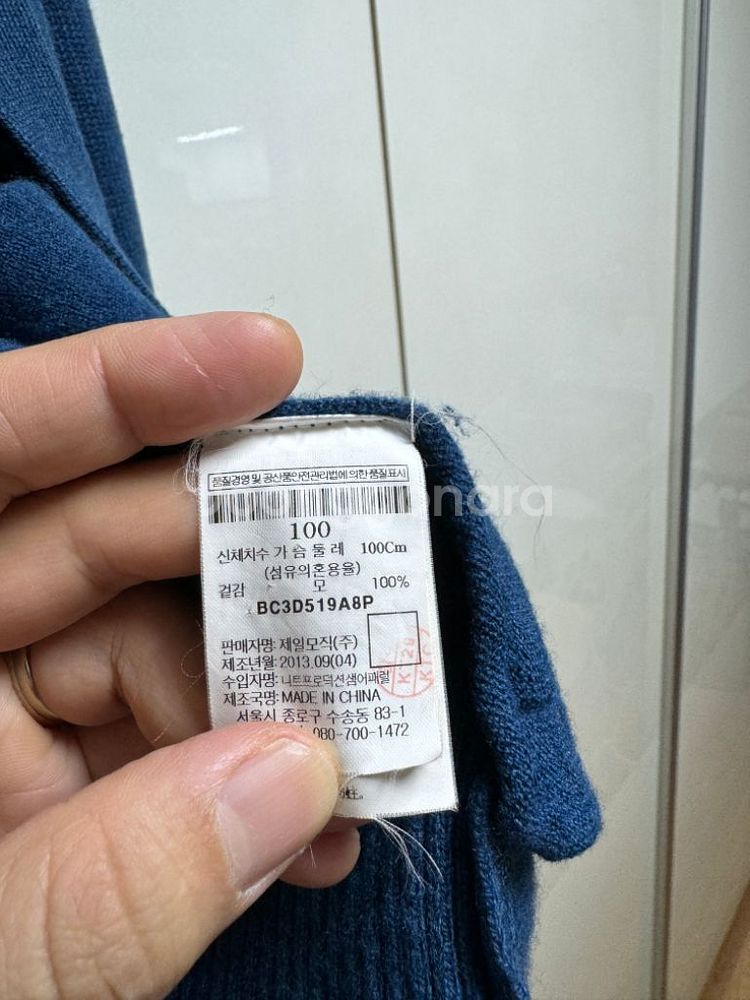 품질경영 및 공산품안전관리법에 의한 품질표시
100
신체치수 가 슴 둘 레 100Cm
(섬유의혼용율)
겉감 모 100%
BC3D519A8P
판매자명: 제일모직(주)
제조년월: 2013.09(04)
수입자명: 니트프로덕션샘어패럴
제조국명: MADE IN CHINA
서울시 종로구 수송동 83-1
080-700-1472